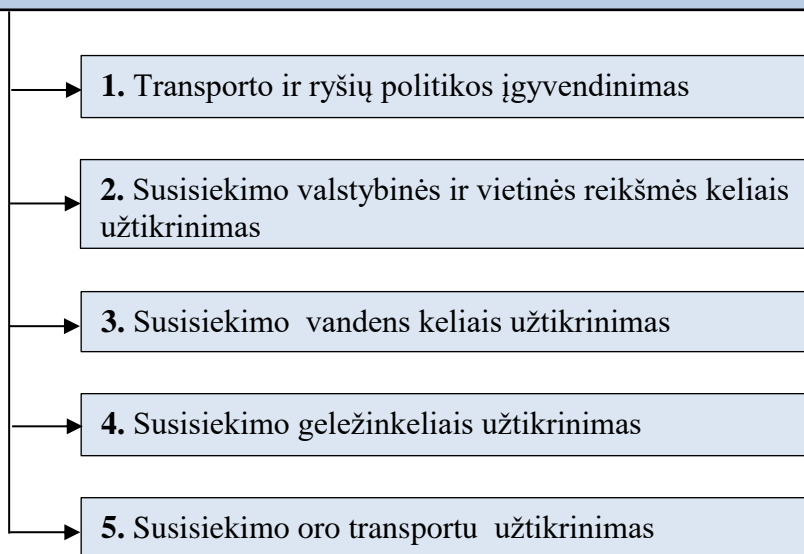 1. Transporto ir ryšių politikos įgyvendinimas
2. Susisiekimo valstybinės ir vietinės reikšmės keliais
užtikrinimas
3. Susisiekimo vandens keliais užtikrinimas
4. Susisiekimo geležinkeliais užtikrinimas
5. Susisiekimo oro transportu užtikrinimas